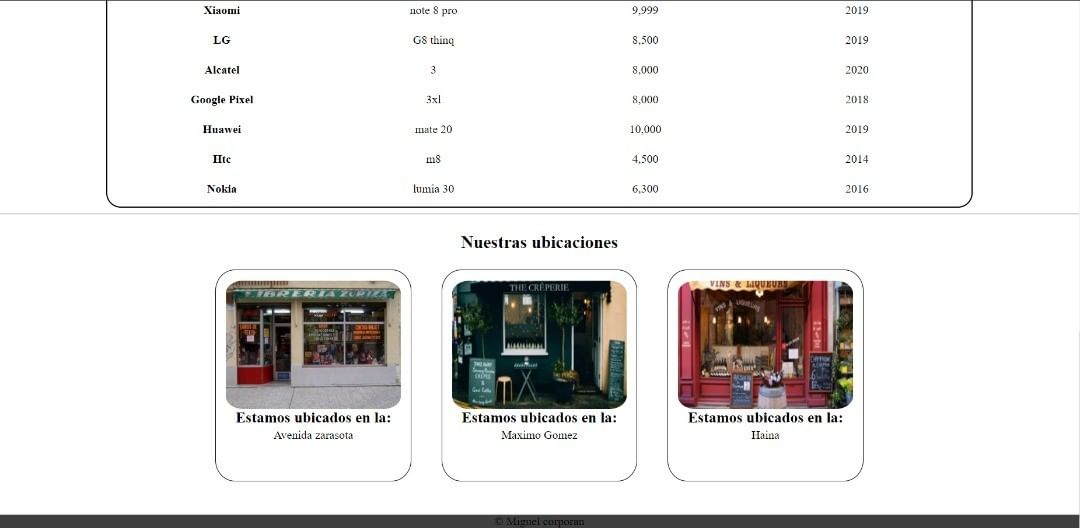 Xiaomi note 8 pro 9,999 2019
LG G8 thinq 8,500 2019
Alcatel 3 8,000 2020
Google Pixel 3xl 8,000 2018
Huawei mate 20 10,000 2019
Htc m8 4,500 2014
Nokia lumia 30 6,300 2016
Nuestras ubicaciones
THE CRÊPERIE
VINS & LIQUEURS
Estamos ubicados en la:
Avenida zarasota
Estamos ubicados en la:
Maximo Gomez
Estamos ubicados en la:
Haina
© Miguel corporan